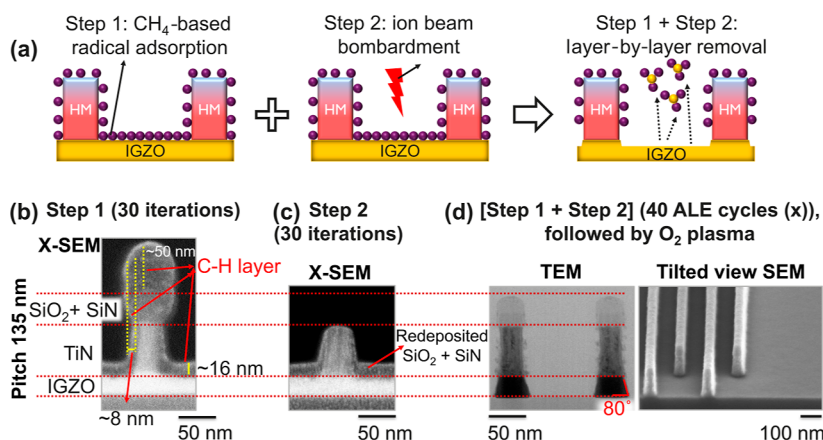 (a)
Step 1: CH₄-based
radical adsorption
Step 2: ion beam
bombardment
Step 1 + Step 2:
layer-by-layer removal
HM
HM
IGZO
HM
HM
IGZO
HM
HM
IGZO
(b) Step 1 (30 iterations)
X-SEM
~50 nm
C-H layer
Pitch 135 nm
SiO₂+ SiN
TiN
IGZO
~16 nm
~8 nm
50 nm
(c) Step 2
(30 iterations)
X-SEM
Redeposited
SiO₂ + SiN
50 nm
(d) [Step 1 + Step 2] (40 ALE cycles (x)),
followed by O₂ plasma
TEM
Tilted view SEM
80°
50 nm
100 nm